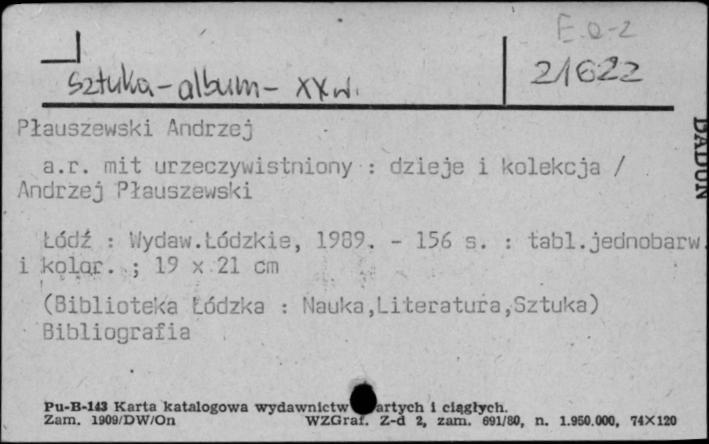 E.0-2
sztuka - album - XX w.
21622
Płauszewski Andrzej
a.r. mit urzeczywistniony : dzieje i kolekcja /
Andrzej Płauszewski
Łódź : Wydaw.Łódzkie, 1989. - 156 s. : tabl.jednobarw.
i kolor. ; 19 x 21 cm
(Biblioteka Łódzka : Nauka,Literatura,Sztuka)
Bibliografia
Pu-B-143 Karta katalogowa wydawnictw artych i ciągłych.
Zam. 1909/DW/On WZGraf. Z-d 2, zam. 691/80, n. 1.950.000, 74×120